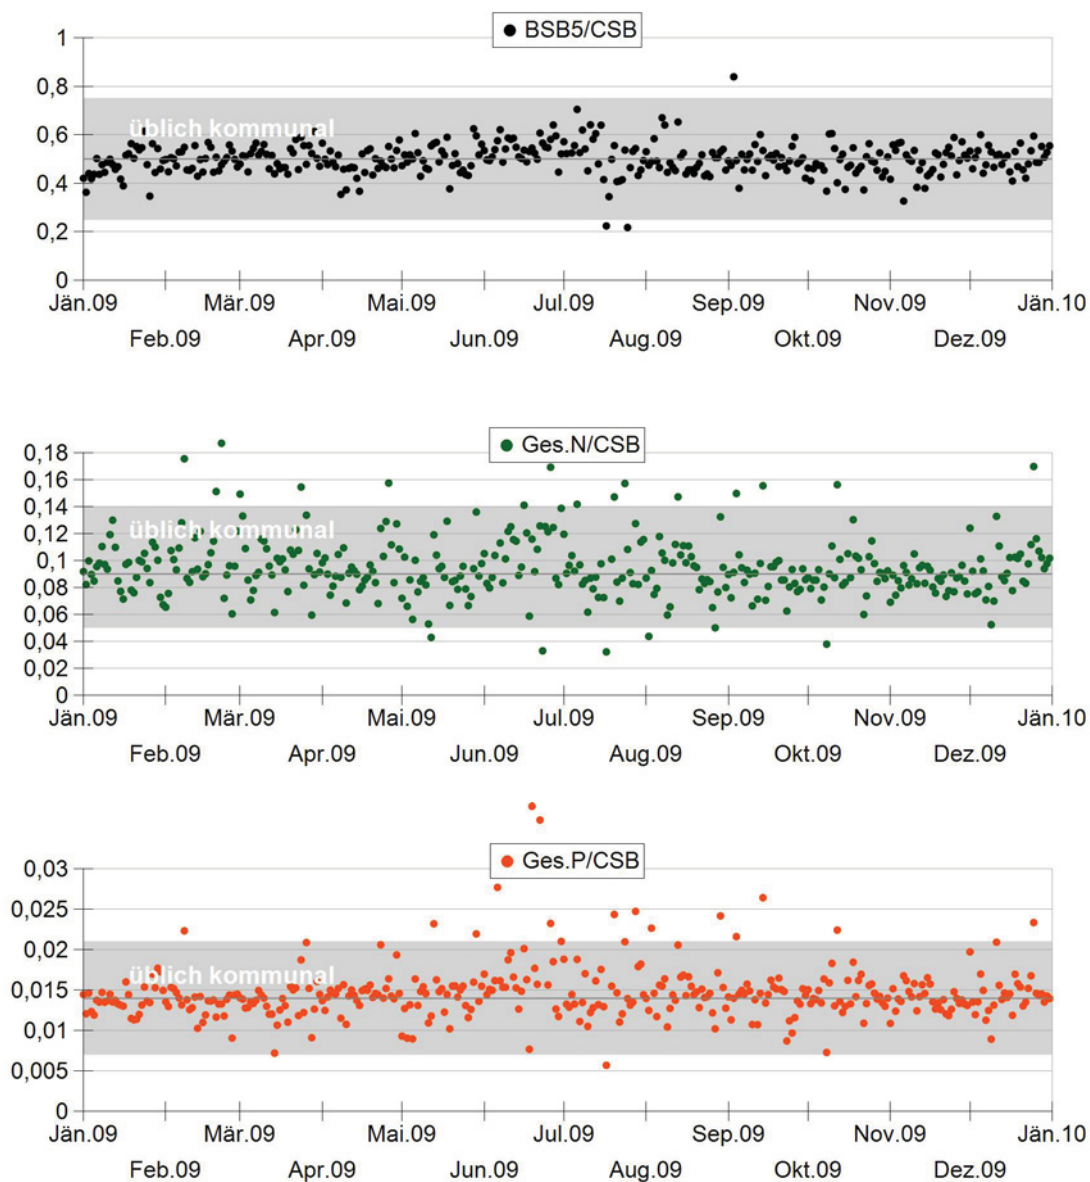 BSB5/CSB
1
0,8
üblich kommunal
0,6
0,4
0,2
0
Jän.09 Mär.09 Mai.09 Jul.09 Sep.09 Nov.09 Jän.10
Feb.09 Apr.09 Jun.09 Aug.09 Okt.09 Dez.09
Ges.N/CSB
0,18
0,16
0,14
üblich kommunal
0,12
0,1
0,08
0,06
0,04
0,02
0
Jän.09 Mär.09 Mai.09 Jul.09 Sep.09 Nov.09 Jän.10
Feb.09 Apr.09 Jun.09 Aug.09 Okt.09 Dez.09
Ges.P/CSB
0,03
0,025
0,02
üblich kommunal
0,015
0,01
0,005
0
Jän.09 Mär.09 Mai.09 Jul.09 Sep.09 Nov.09 Jän.10
Feb.09 Apr.09 Jun.09 Aug.09 Okt.09 Dez.09